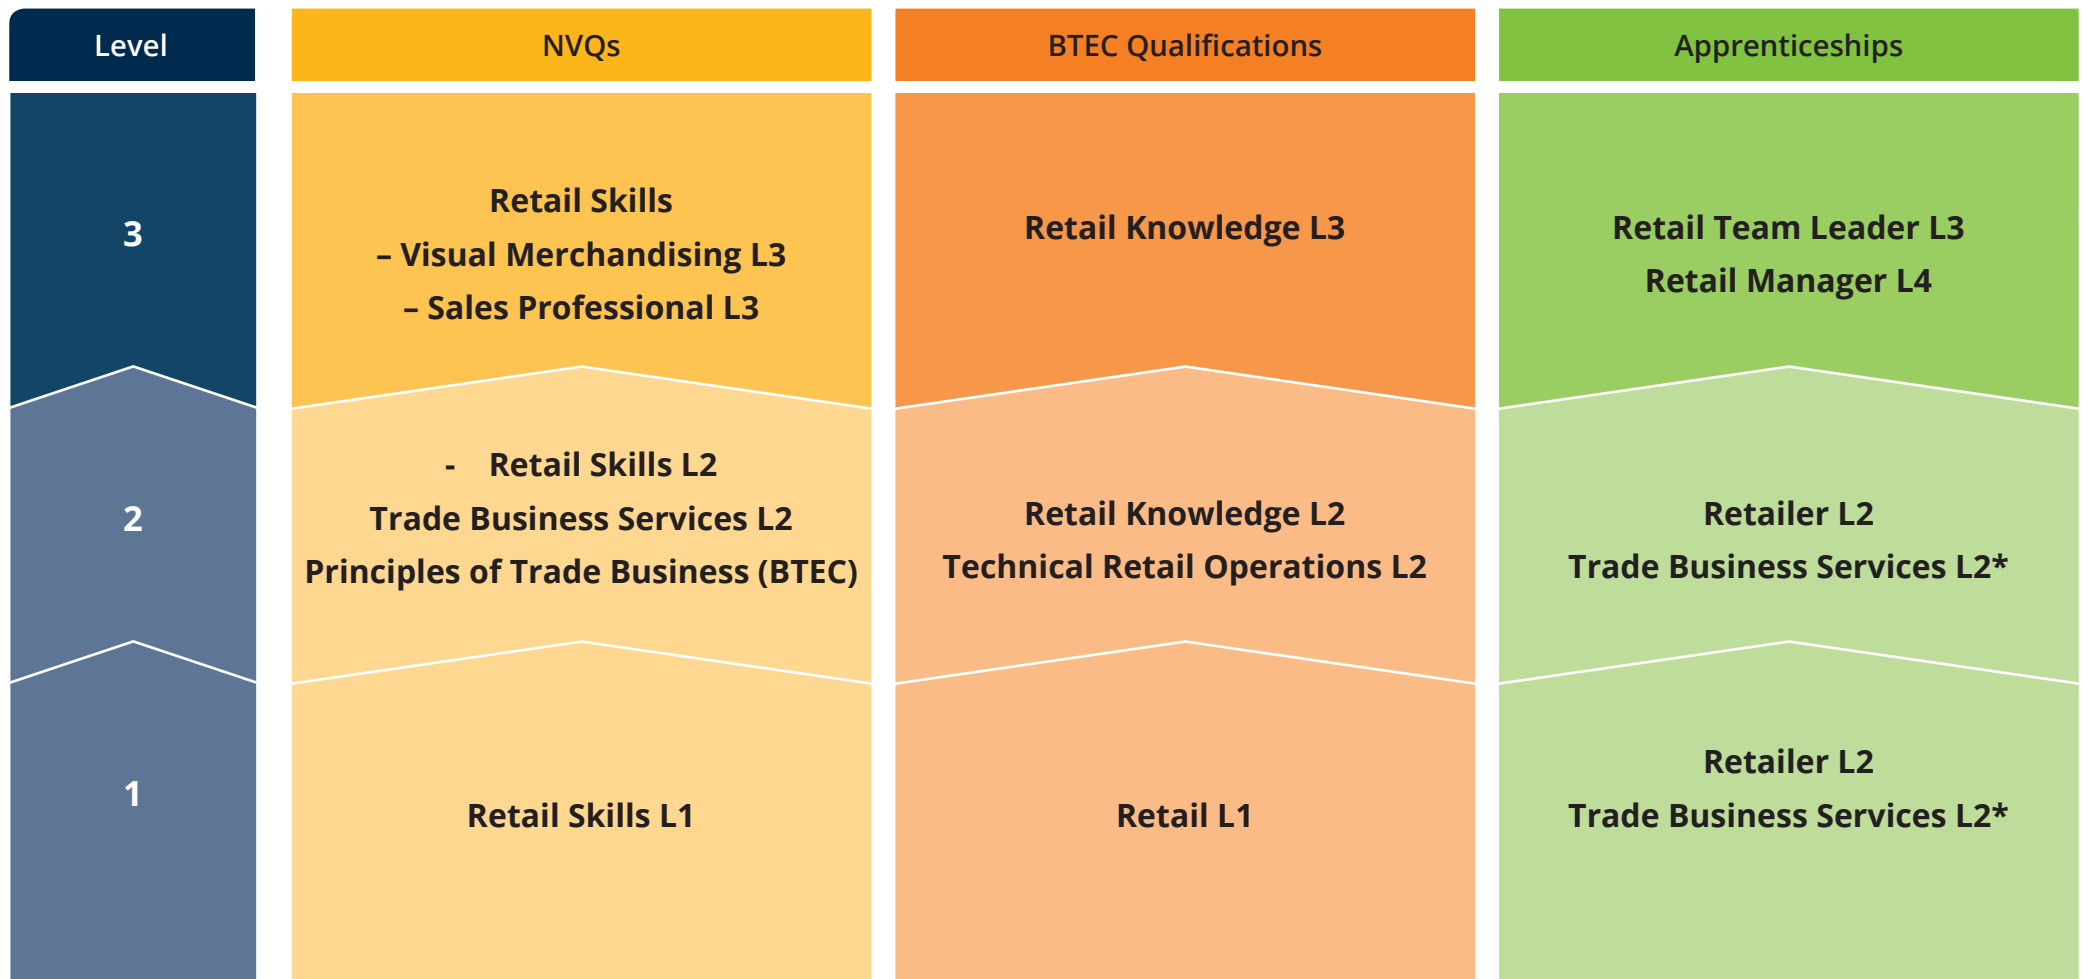 Level
NVQs
BTEC Qualifications
Apprenticeships
3
Retail Skills
– Visual Merchandising L3
– Sales Professional L3
Retail Knowledge L3
Retail Team Leader L3
Retail Manager L4
2
- Retail Skills L2
Trade Business Services L2
Principles of Trade Business (BTEC)
Retail Knowledge L2
Technical Retail Operations L2
Retailer L2
Trade Business Services L2*
1
Retail Skills L1
Retail L1
Retailer L2
Trade Business Services L2*